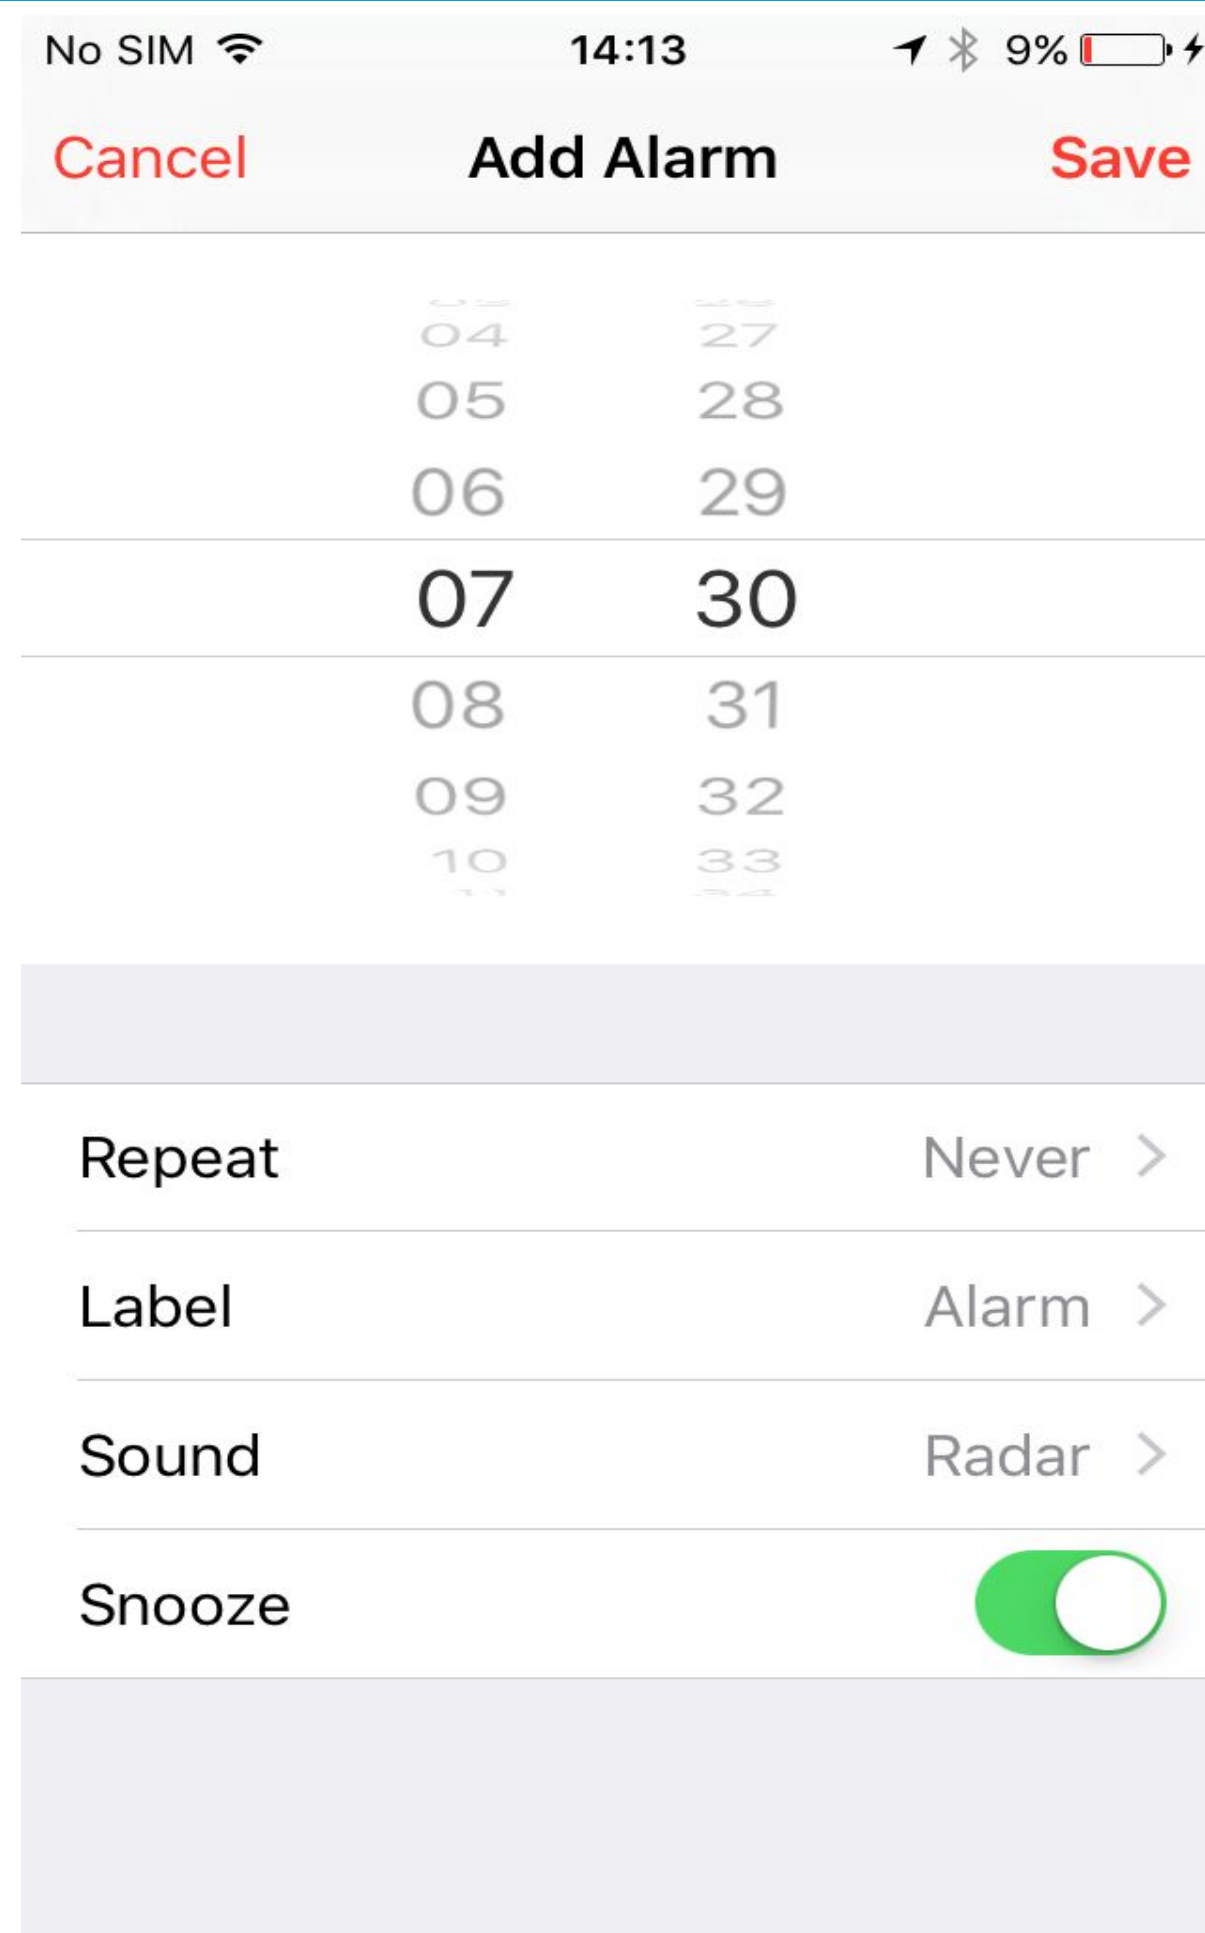 No SIM 14:13 9%
Cancel Add Alarm Save
04 27
05 28
06 29
07 30
08 31
09 32
10 33
Repeat Never
Label Alarm
Sound Radar
Snooze